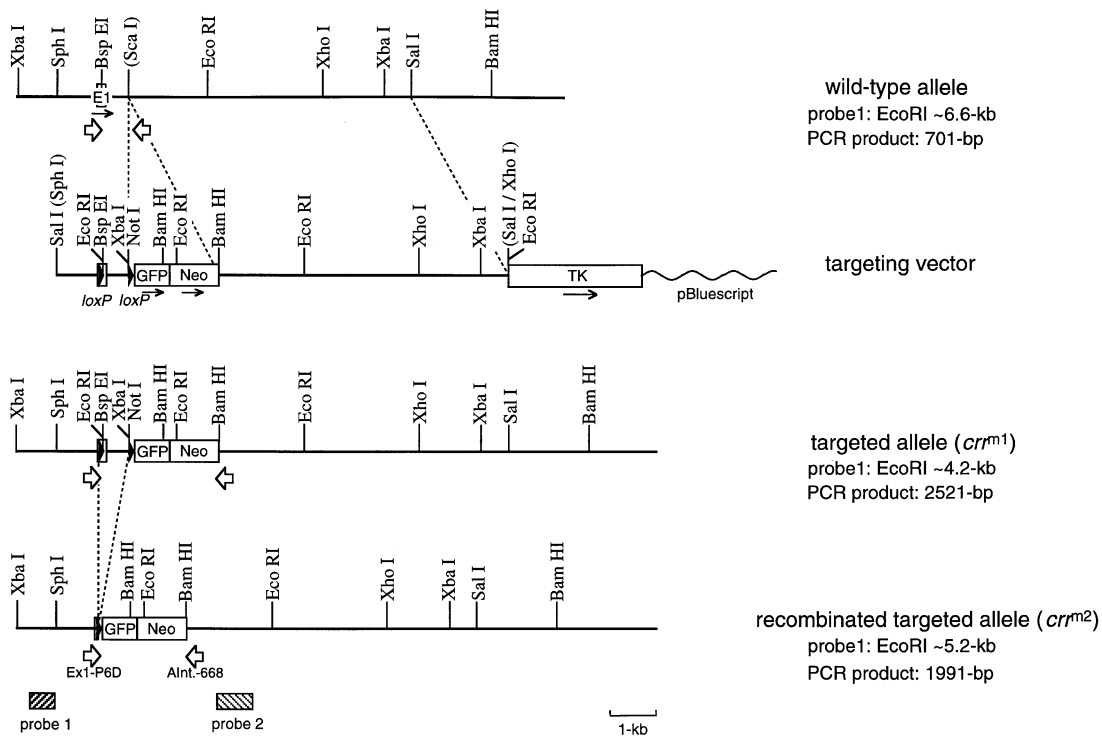 Xba I
Sph I
Bsp EI
(Sca I)
Eco RI
Xho I
Xba I
Sal I
Bam HI
E1
wild-type allele
probe1: EcoRI ~6.6-kb
PCR product: 701-bp
Sal I (Sph I)
Eco RI
Bsp EI
Xba I
Not I
Bam HI
Eco RI
Bam HI
Eco RI
Xho I
Xba I
(Sal I / Xho I)
Eco RI
GFP
Neo
TK
loxP
loxP
pBluescript
targeting vector
Xba I
Sph I
Eco RI
Bsp EI
Xba I
Not I
Bam HI
Eco RI
Bam HI
Eco RI
Xho I
Xba I
Sal I
Bam HI
GFP
Neo
targeted allele (crr^m1)
probe1: EcoRI ~4.2-kb
PCR product: 2521-bp
Xba I
Sph I
Bam HI
Eco RI
Bam HI
Eco RI
Xho I
Xba I
Sal I
Bam HI
GFP
Neo
recombinated targeted allele (crr^m2)
probe1: EcoRI ~5.2-kb
PCR product: 1991-bp
Ex1-P6D
AInt.-668
probe 1
probe 2
1-kb